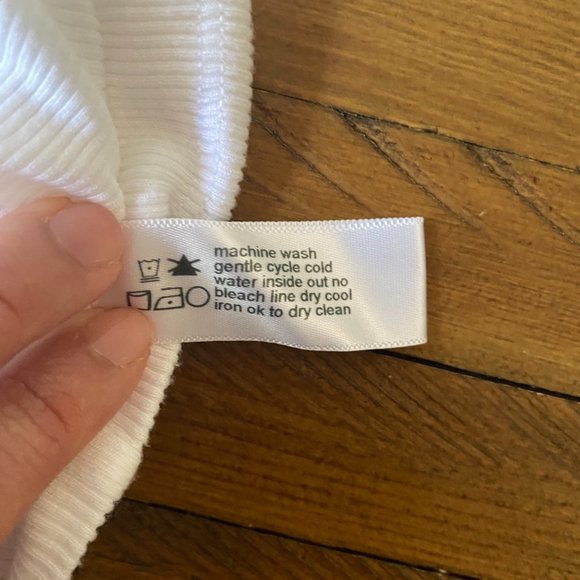 machine wash
gentle cycle cold
water inside out no
bleach line dry cool
iron ok to dry clean